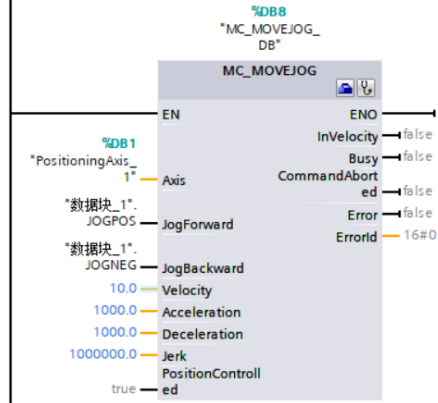 %DB8
"MC_MOVEJOG_
DB"
MC_MOVEJOG
EN
ENO
InVelocity
false
%DB1
Busy
false
"PositioningAxis_
1"
Axis
CommandAbort
ed
false
"数据块_1".
JOGPOS
JogForward
Error
false
ErrorId
16#0
"数据块_1".
JOGNEG
JogBackward
10.0
Velocity
1000.0
Acceleration
1000.0
Deceleration
1000000.0
Jerk
PositionControll
true
ed